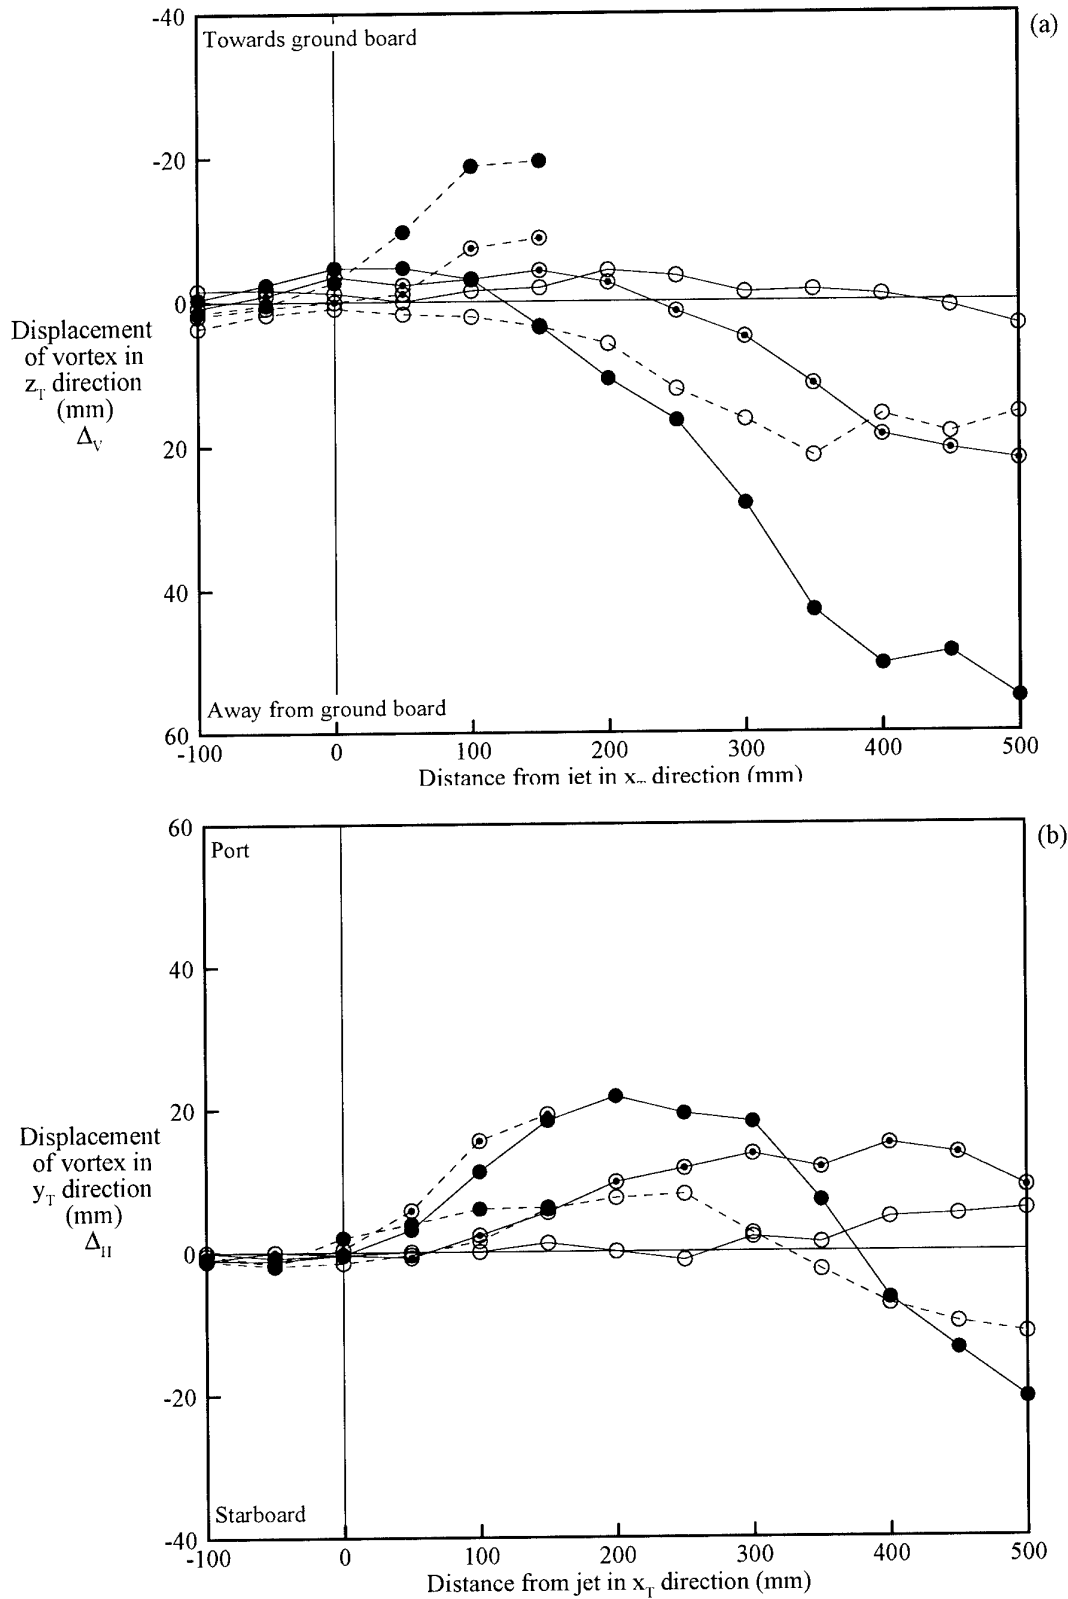 (a)
-40
Towards ground board
-20
0
Displacement
of vortex in
z_T direction
(mm)
Δ_V
20
40
Away from ground board
60
-100 0 100 200 300 400 500
Distance from jet in x direction (mm)
60
(b)
Port
40
20
Displacement
of vortex in
y_T direction
(mm)
Δ_H
0
-20
Starboard
-40
-100 0 100 200 300 400 500
Distance from jet in x_T direction (mm)